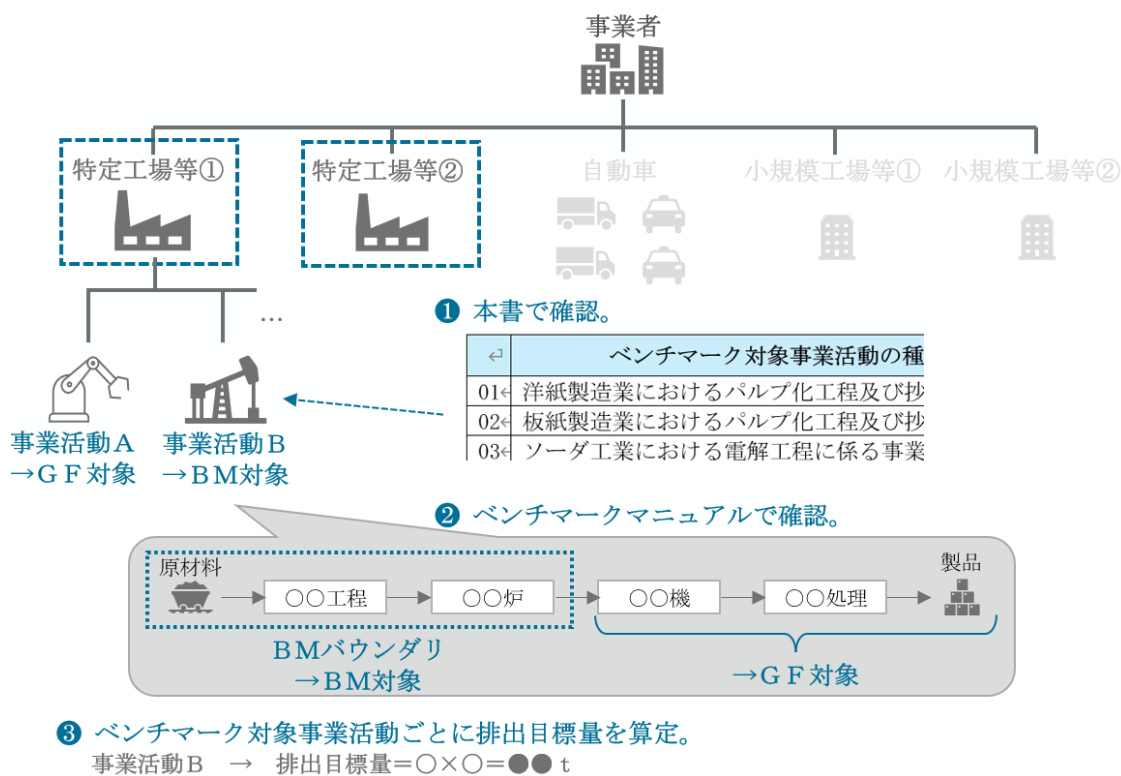 事業者
特定工場等①
特定工場等②
自動車
小規模工場等①
小規模工場等②
…
事業活動A
→GF対象
事業活動B
→BM対象
❶ 本書で確認。
ベンチマーク対象事業活動の種
01 洋紙製造業におけるパルプ化工程及び抄
02 板紙製造業におけるパルプ化工程及び抄
03 ソーダ工業における電解工程に係る事業
❷ ベンチマークマニュアルで確認。
原材料
〇〇工程
〇〇炉
〇〇機
〇〇処理
製品
BMバウンダリ
→BM対象
→GF対象
❸ ベンチマーク対象事業活動ごとに排出目標量を算定。
事業活動B → 排出目標量=〇×〇=●●t